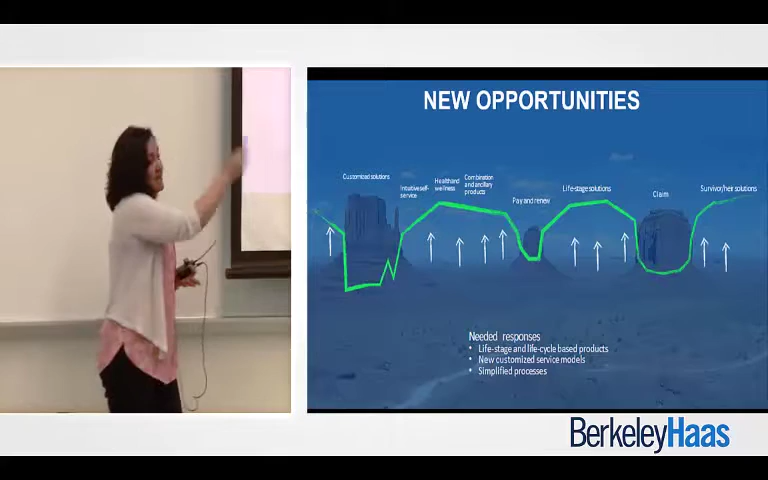 NEW OPPORTUNITIES
Customized solutions
Intuitive self-
service
Health and
wellness
Combination
and ancillary
products
Pay and renew
Life-stage solutions
Claim
Survivor/heir solutions
Needed responses
• Life-stage and life-cycle based products
• New customized service models
• Simplified processes
BerkeleyHaas